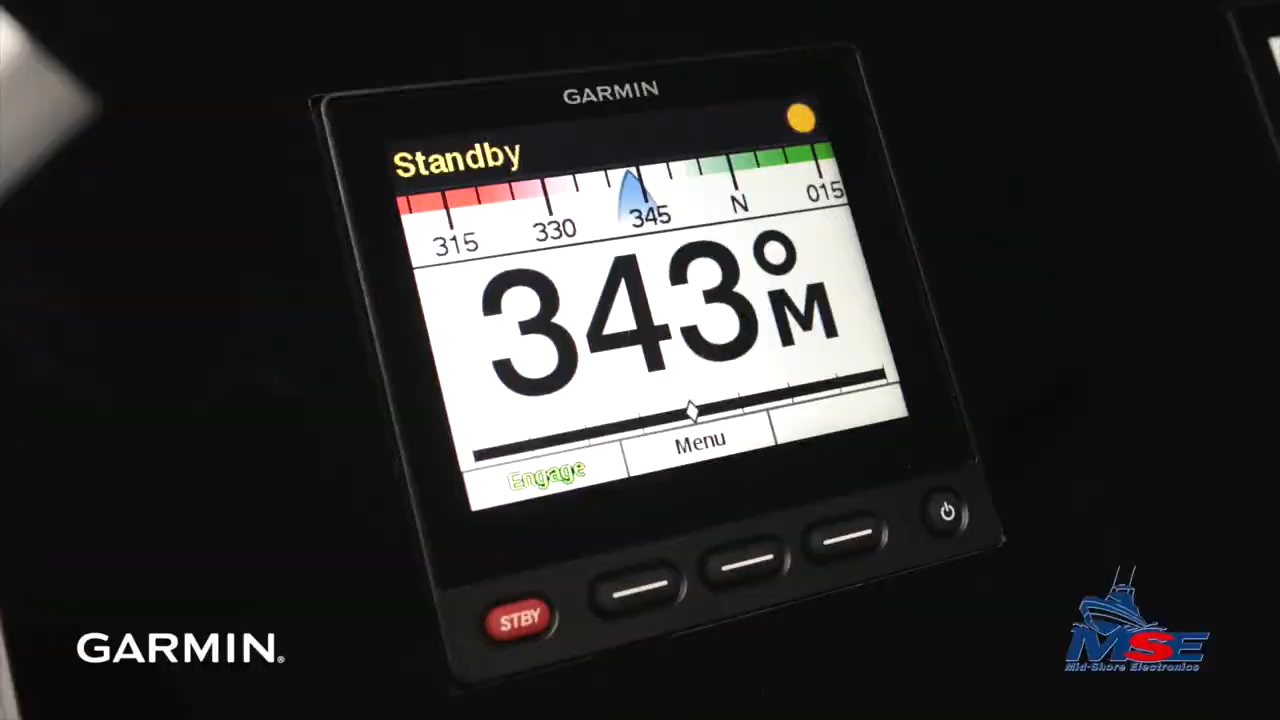 GARMIN
Standby
315 330 345 N 015
343°M
Engage Menu
STBY
GARMIN.
MSE
Mid-Shore Electronics